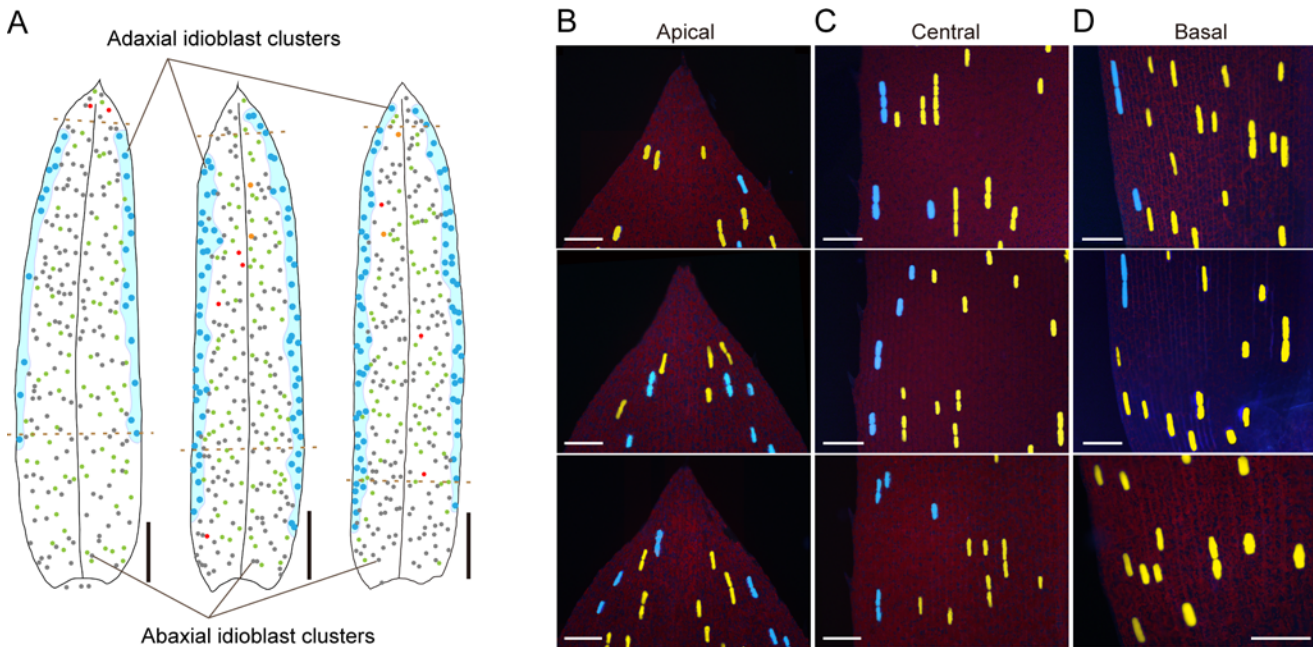 A
Adaxial idioblast clusters
Abaxial idioblast clusters
B
Apical
C
Central
D
Basal